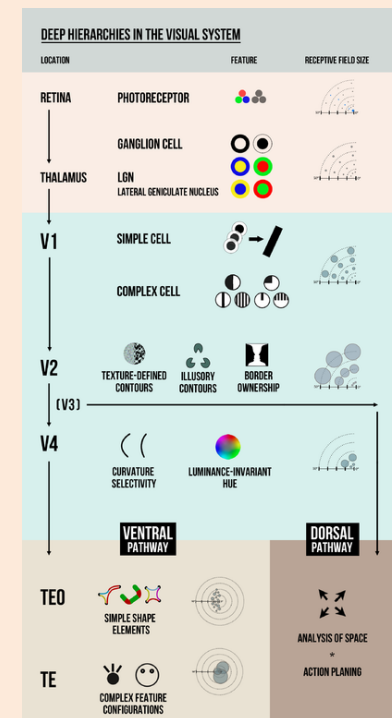 DEEP HIERARCHIES IN THE VISUAL SYSTEM
LOCATION
FEATURE
RECEPTIVE FIELD SIZE
RETINA
PHOTORECEPTOR
GANGLION CELL
THALAMUS
LGN
LATERAL GENICULATE NUCLEUS
V1
SIMPLE CELL
COMPLEX CELL
V2
TEXTURE-DEFINED
CONTOURS
ILLUSORY
CONTOURS
BORDER
OWNERSHIP
(V3)
V4
CURVATURE
SELECTIVITY
LUMINANCE-INVARIANT
HUE
VENTRAL
PATHWAY
DORSAL
PATHWAY
TEO
SIMPLE SHAPE
ELEMENTS
ANALYSIS OF SPACE
*
ACTION PLANING
TE
COMPLEX FEATURE
CONFIGURATIONS